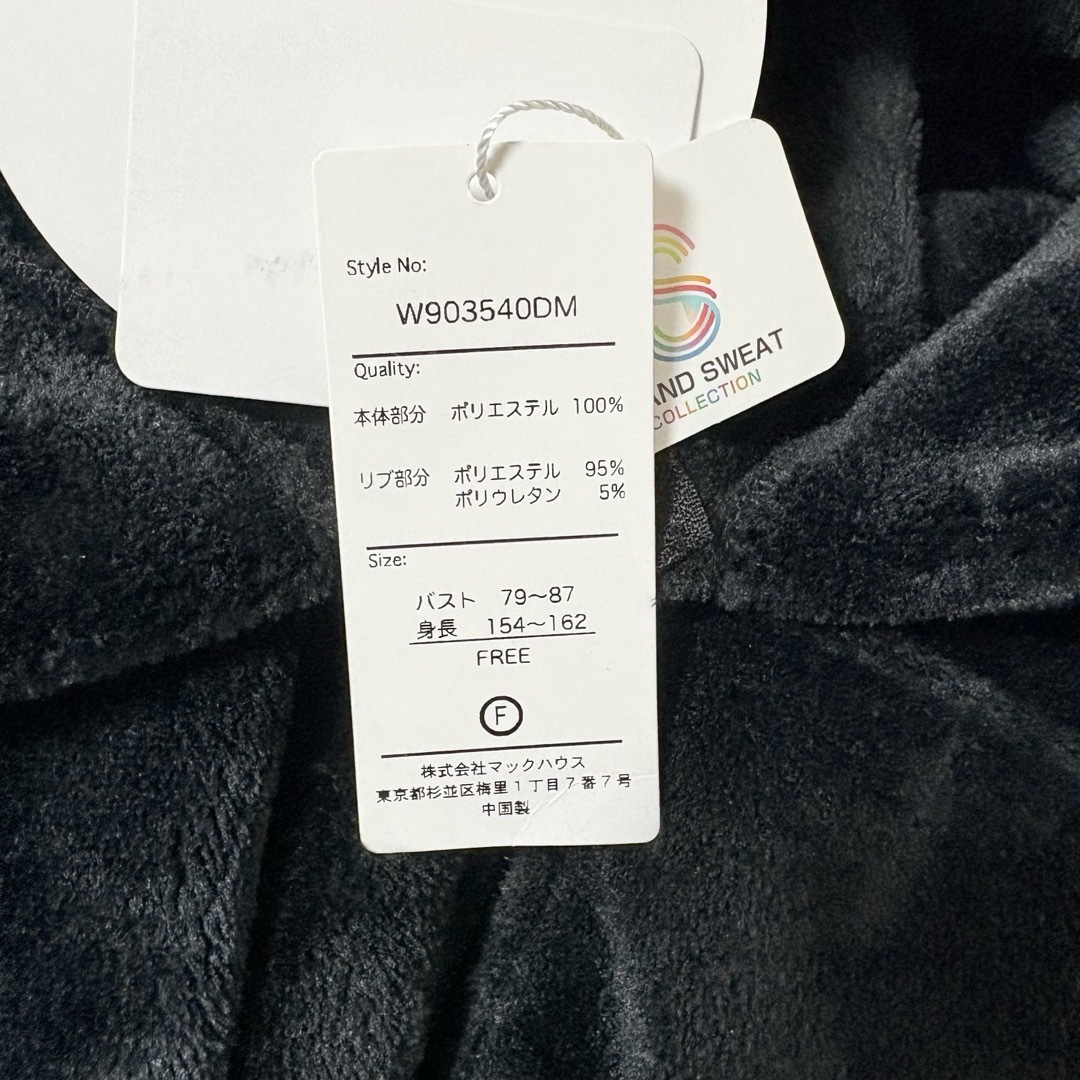 Style No:
W903540DM
Quality:
本体部分 ポリエステル 100%
リブ部分 ポリエステル 95%
ポリウレタン 5%
Size:
バスト 79～87
身長 154～162
FREE
F
株式会社マックハウス
東京都杉並区梅里1丁目7番7号
中国製
AND SWEAT
COLLECTION